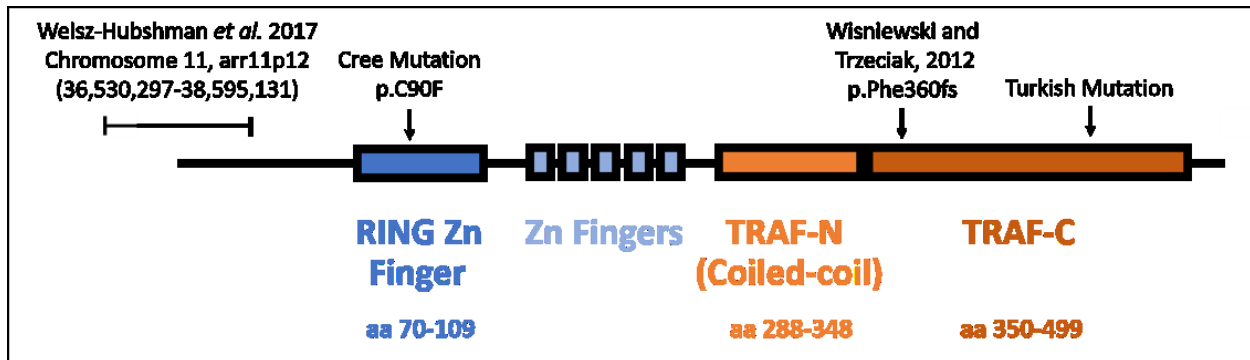 Welsz-Hubshman et al. 2017
Chromosome 11, arr11p12
(36,530,297-38,595,131)
Cree Mutation
p.C90F
Wisniewski and
Trzeciak, 2012
p.Phe360fs
Turkish Mutation
RING Zn
Finger
Zn Fingers
TRAF-N
(Coiled-coil)
TRAF-C
aa 70-109
aa 288-348
aa 350-499